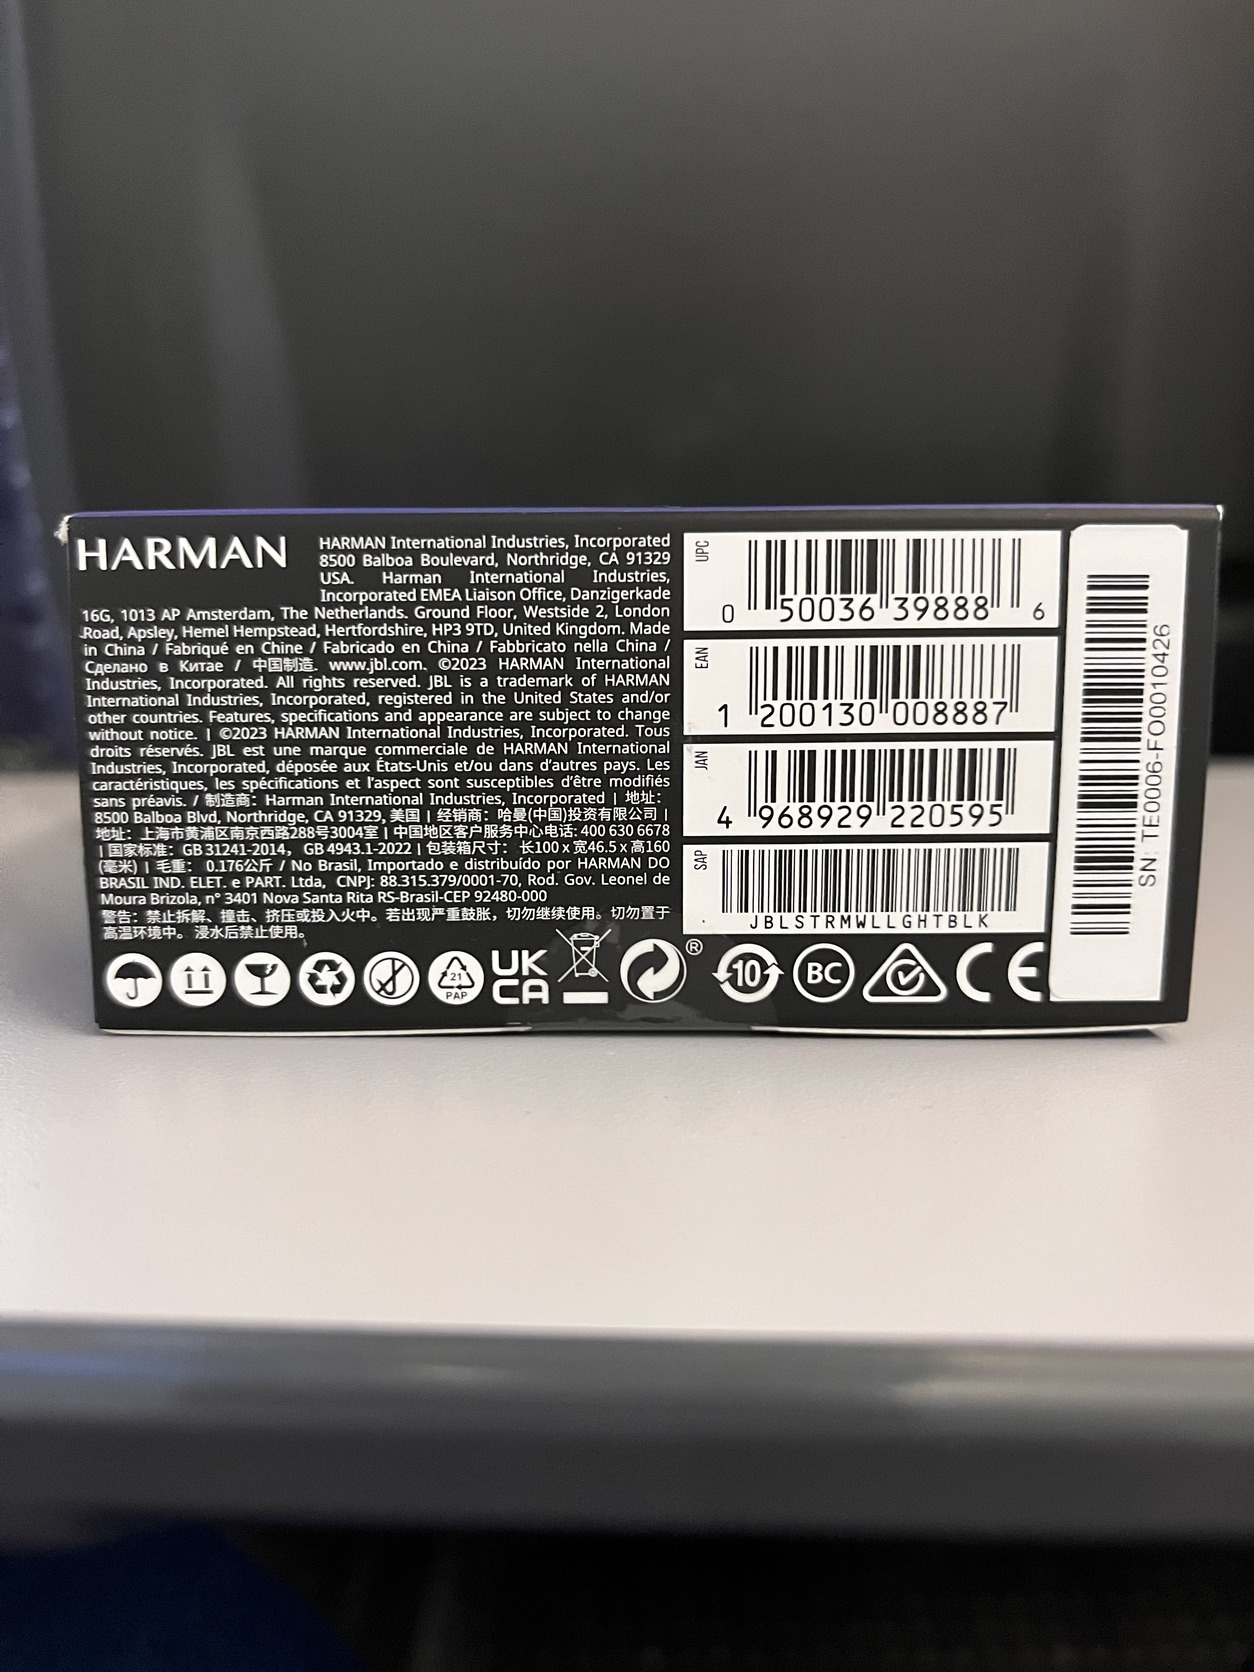 HARMAN
HARMAN International Industries, Incorporated
8500 Balboa Boulevard, Northridge, CA 91329
USA. Harman International Industries,
Incorporated EMEA Liaison Office, Danzigerkade
16G, 1013 AP Amsterdam, The Netherlands. Ground Floor, Westside 2, London
Road, Apsley, Hemel Hempstead, Hertfordshire, HP3 9TD, United Kingdom. Made
in China / Fabriqué en Chine / Fabricado en China / Fabbricato nella China /
Сделано в Китае / 中国制造. www.jbl.com. ©2023 HARMAN International
Industries, Incorporated. All rights reserved. JBL is a trademark of HARMAN
International Industries, Incorporated, registered in the United States and/or
other countries. Features, specifications and appearance are subject to change
without notice. | ©2023 HARMAN International Industries, Incorporated. Tous
droits réservés. JBL est une marque commerciale de HARMAN International
Industries, Incorporated, déposée aux États-Unis et/ou dans d'autres pays. Les
caractéristiques, les spécifications et l'aspect sont susceptibles d'être modifiés
sans préavis. / 制造商: Harman International Industries, Incorporated | 地址:
8500 Balboa Blvd, Northridge, CA 91329, 美国 | 经销商: 哈曼(中国)投资有限公司 |
地址: 上海市黄浦区南京西路288号3004室 | 中国地区客户服务中心电话: 400 630 6678
| 国家标准: GB 31241-2014, GB 4943.1-2022 | 包装箱尺寸: 长100 x 宽46.5 x 高160
(毫米) | 毛重: 0.176公斤 / No Brasil, Importado e distribuído por HARMAN DO
BRASIL IND. ELET. e PART. Ltda, CNPJ: 88.315.379/0001-70, Rod. Gov. Leonel de
Moura Brizola, n° 3401 Nova Santa Rita RS-Brasil-CEP 92480-000
警告: 禁止拆解、撞击、挤压或投入火中。若出现严重鼓胀, 切勿继续使用。切勿置于
高温环境中。 浸水后禁止使用。
21
PAP
UK
CA
®
10
BC
CE
UPC
0 50036 39888 6
EAN
1 200130 008887
JAN
4 968929 220595
SAP
JBLSTRMWLLGHTBLK
SN: TE0006-FO0010426